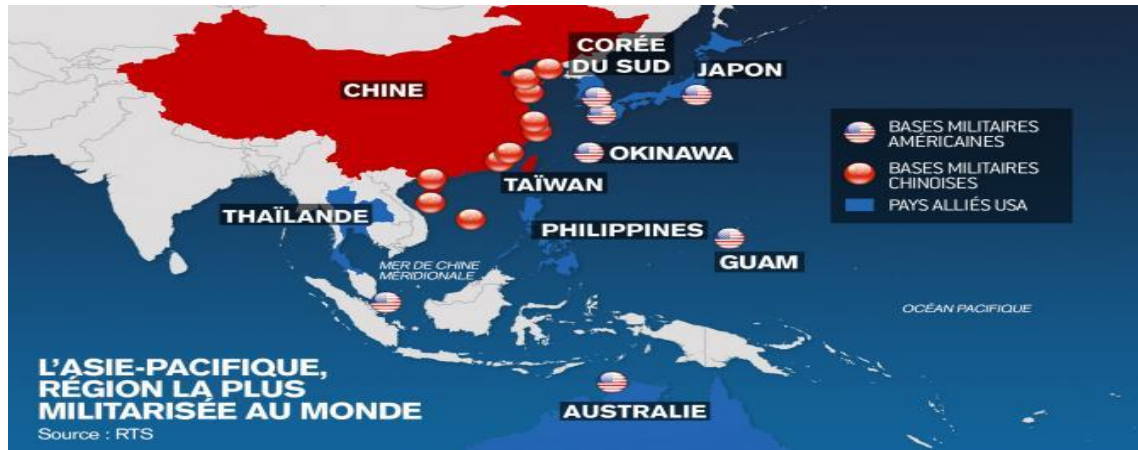 CORÉE
DU SUD
JAPON
CHINE
BASES MILITAIRES
AMÉRICAINES
OKINAWA
BASES MILITAIRES
CHINOISES
TAÏWAN
PAYS ALLIÉS USA
THAÏLANDE
PHILIPPINES
GUAM
MER DE CHINE
MÉRIDIONALE
OCÉAN PACIFIQUE
L'ASIE-PACIFIQUE,
RÉGION LA PLUS
MILITARISÉE AU MONDE
AUSTRALIE
Source : RTS